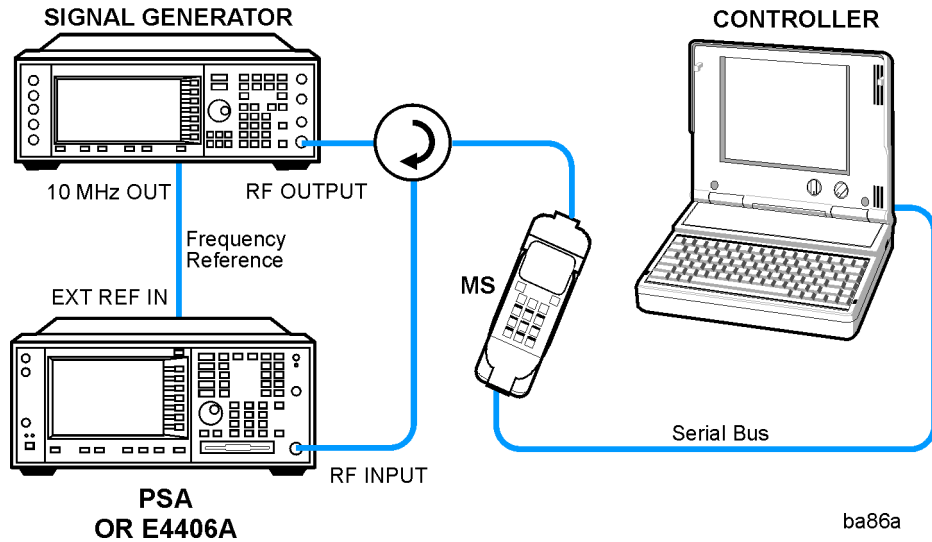 SIGNAL GENERATOR
CONTROLLER
10 MHz OUT
RF OUTPUT
Frequency
Reference
MS
EXT REF IN
Serial Bus
RF INPUT
PSA
OR E4406A
ba86a